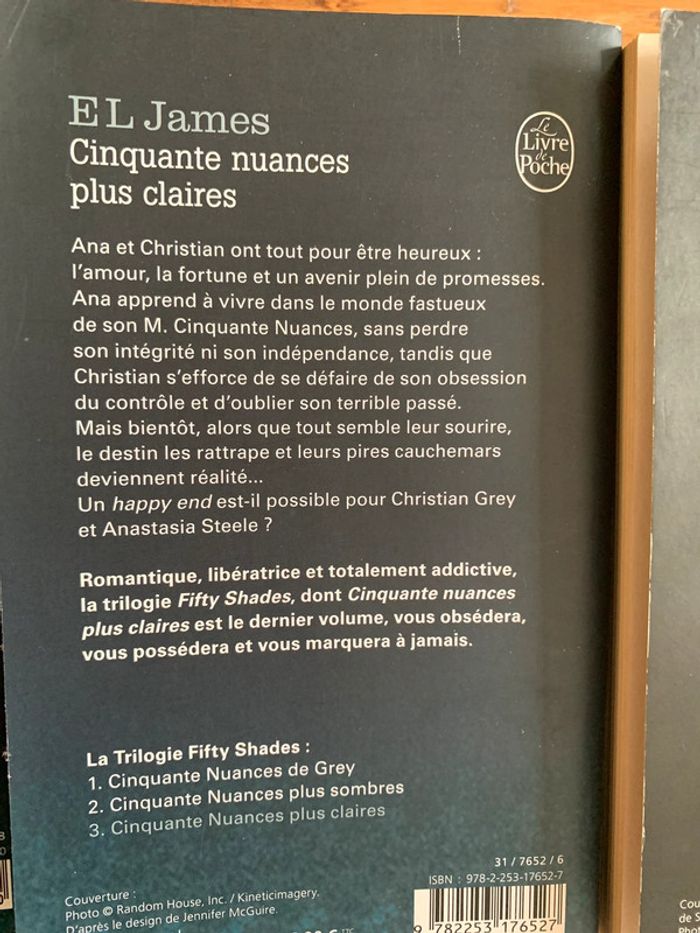 E L James
Cinquante nuances
plus claires
Le
Livre
de
Poche
Ana et Christian ont tout pour être heureux :
l'amour, la fortune et un avenir plein de promesses.
Ana apprend à vivre dans le monde fastueux
de son M. Cinquante Nuances, sans perdre
son intégrité ni son indépendance, tandis que
Christian s'efforce de se défaire de son obsession
du contrôle et d'oublier son terrible passé.
Mais bientôt, alors que tout semble leur sourire,
le destin les rattrape et leurs pires cauchemars
deviennent réalité...
Un happy end est-il possible pour Christian Grey
et Anastasia Steele ?
Romantique, libératrice et totalement addictive,
la trilogie Fifty Shades, dont Cinquante nuances
plus claires est le dernier volume, vous obsédera,
vous possédera et vous marquera à jamais.
La Trilogie Fifty Shades :
1. Cinquante Nuances de Grey
2. Cinquante Nuances plus sombres
3. Cinquante Nuances plus claires
31 / 7652 / 6
ISBN : 978-2-253-17652-7
Couverture :
Photo © Random House, Inc. / Kineticimagery.
D'après le design de Jennifer McGuire.
9 782253 176527
Cou
de S